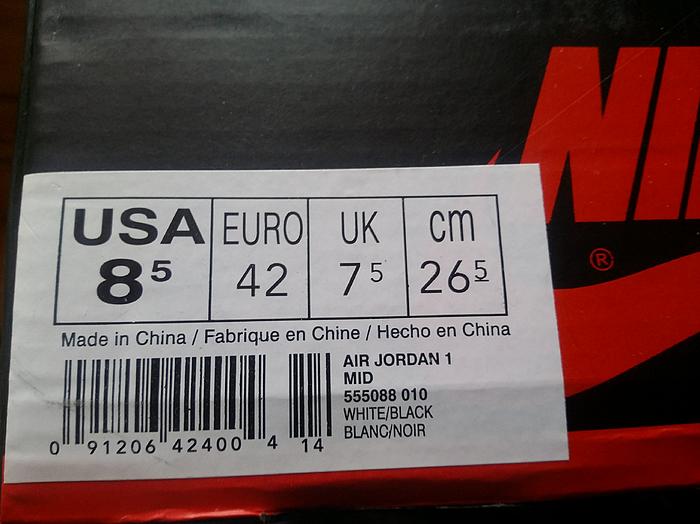 NI
®
USA EURO UK cm
8⁵ 42 7⁵ 26⁵
Made in China / Fabrique en Chine / Hecho en China
AIR JORDAN 1
MID
555088 010
WHITE/BLACK
BLANC/NOIR
0 91206 42400 4 14